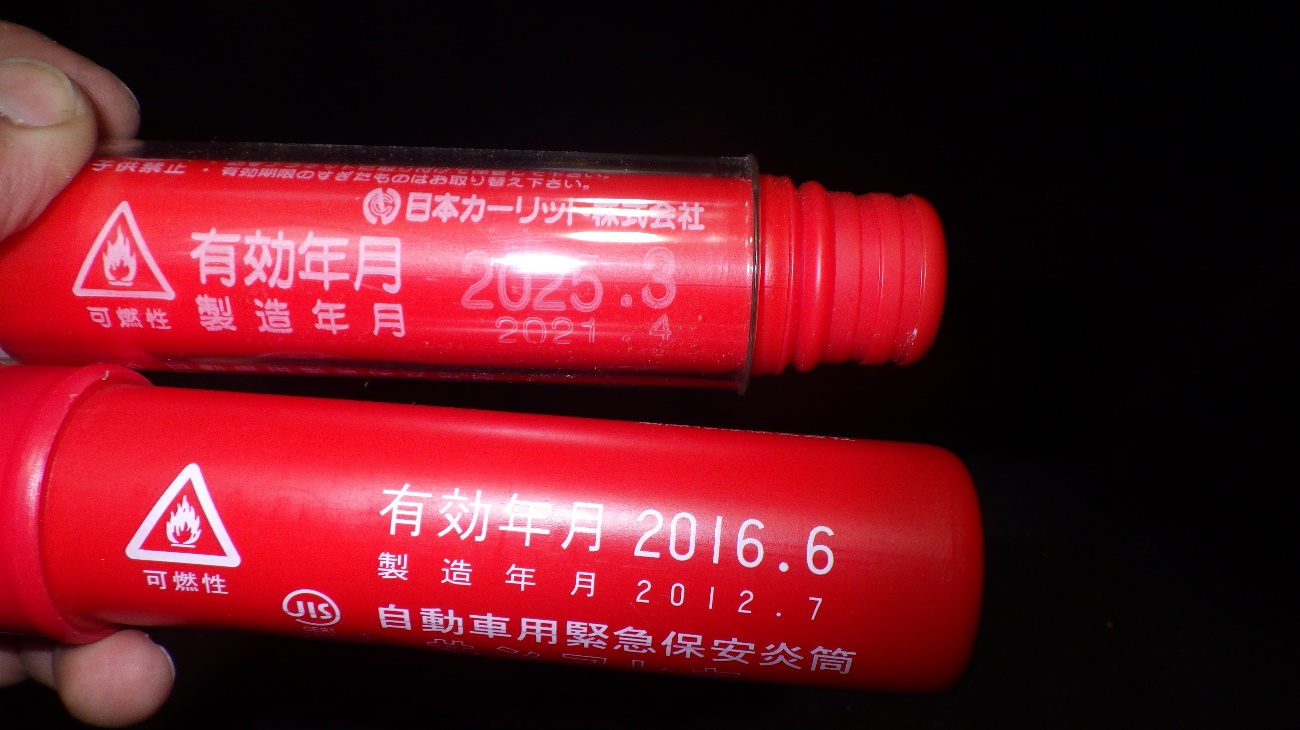 子供禁止 ・有効期限のすぎたものはお取り替え下さい。
日本カーリット株式会社
有効年月 2025.3
製造年月 2021.4
可燃性
有効年月 2016.6
製造年月 2012.7
可燃性
JIS
自動車用緊急保安炎筒